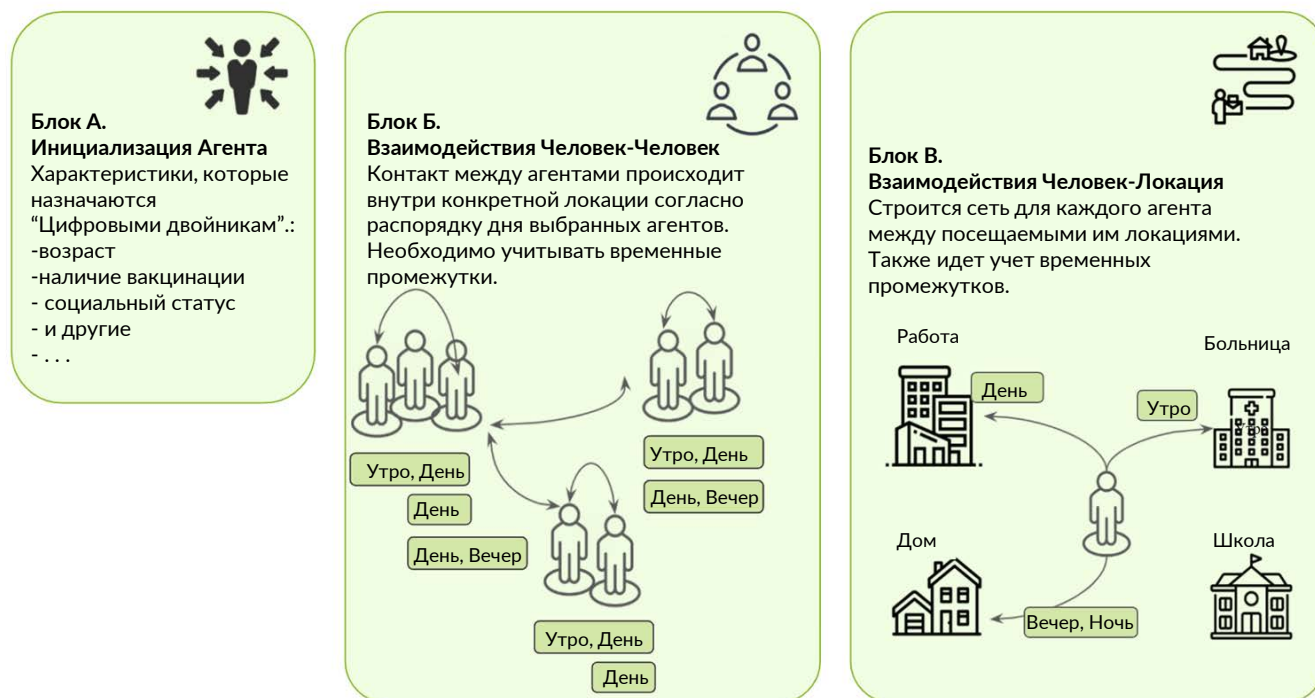 Блок А.
Инициализация Агента
Характеристики, которые
назначаются
“Цифровыми двойникам”.:
-возраст
-наличие вакцинации
- социальный статус
- и другие
- . . .
Блок Б.
Взаимодействия Человек-Человек
Контакт между агентами происходит
внутри конкретной локации согласно
распорядку дня выбранных агентов.
Необходимо учитывать временные
промежутки.
Утро, День
День
День, Вечер
Утро, День
День, Вечер
Утро, День
День
Блок В.
Взаимодействия Человек-Локация
Строится сеть для каждого агента
между посещаемыми им локациями.
Также идет учет временных
промежутков.
Работа
Больница
День
Утро
Утро
Дом
Школа
Вечер, Ночь